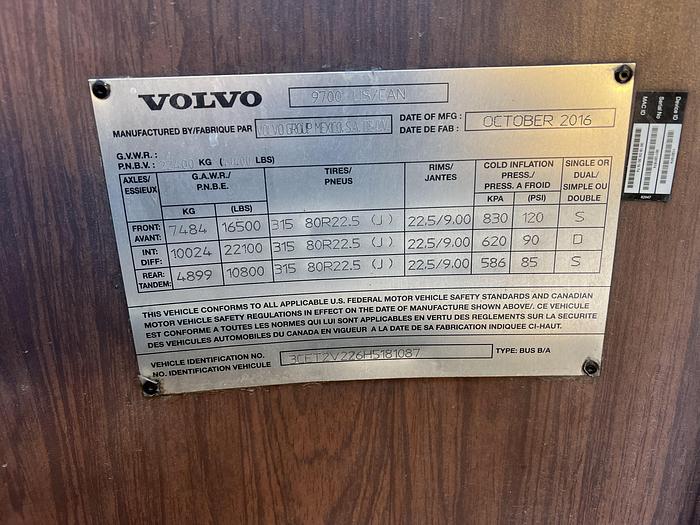 VOLVO
9700 US/CAN
MANUFACTURED BY/FABRIQUE PAR VOLVO GROUP MEXICO, S.A. DE C.V.
DATE OF MFG :
DATE DE FAB :
OCTOBER 2016
G.V.W.R. :
P.N.B.V. : KG ( LBS)
AXLES/ ESSIEUX G.A.W.R./ P.N.B.E. TIRES/ PNEUS RIMS/ JANTES COLD INFLATION PRESS./ PRESS. A FROID SINGLE OR DUAL/ SIMPLE OU DOUBLE
KG (LBS) KPA (PSI)
FRONT: AVANT: 7484 16500 315 80R22.5 (J) 22.5/9.00 830 120 S
INT: DIFF: 10024 22100 315 80R22.5 (J) 22.5/9.00 620 90 D
REAR: TANDEM: 4899 10800 315 80R22.5 (J) 22.5/9.00 586 85 S
THIS VEHICLE CONFORMS TO ALL APPLICABLE U.S. FEDERAL MOTOR VEHICLE SAFETY STANDARDS AND CANADIAN
MOTOR VEHICLE SAFETY REGULATIONS IN EFFECT ON THE DATE OF MANUFACTURE SHOWN ABOVE/. CE VEHICULE
EST CONFORME A TOUTES LES NORMES QUI LUI SONT APPLICABLES EN VERTU DES REGLEMENTS SUR LA SECURITE
DES VEHICULES AUTOMOBILES DU CANADA EN VIGUEUR A LA DATE DE SA FABRICATION INDIQUEE CI-HAUT.
VEHICLE IDENTIFICATION NO.
NO. IDENTIFICATION VEHICULE
3CET2V226H5181087
TYPE: BUS B/A
Device ID
Serial No
MAC ID